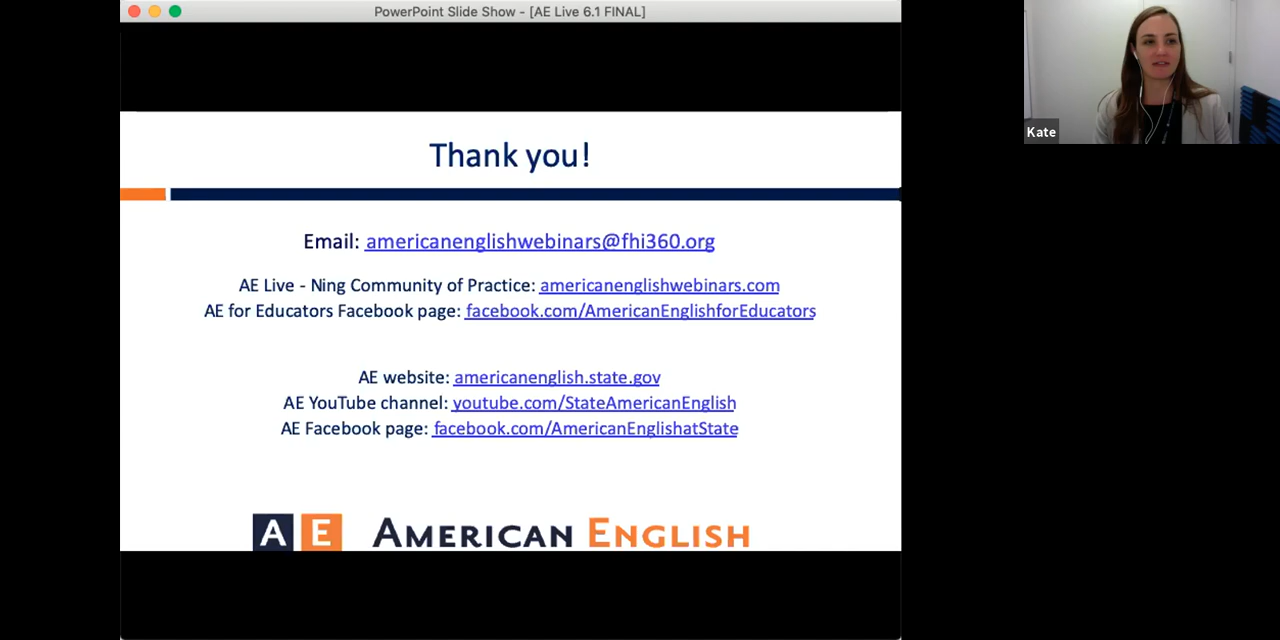 PowerPoint Slide Show - [AE Live 6.1 FINAL]
Kate
Thank you!
Email: americanenglishwebinars@fhi360.org
AE Live - Ning Community of Practice: americanenglishwebinars.com
AE for Educators Facebook page: facebook.com/AmericanEnglishforEducators
AE website: americanenglish.state.gov
AE YouTube channel: youtube.com/StateAmericanEnglish
AE Facebook page: facebook.com/AmericanEnglishatState
AE AMERICAN ENGLISH